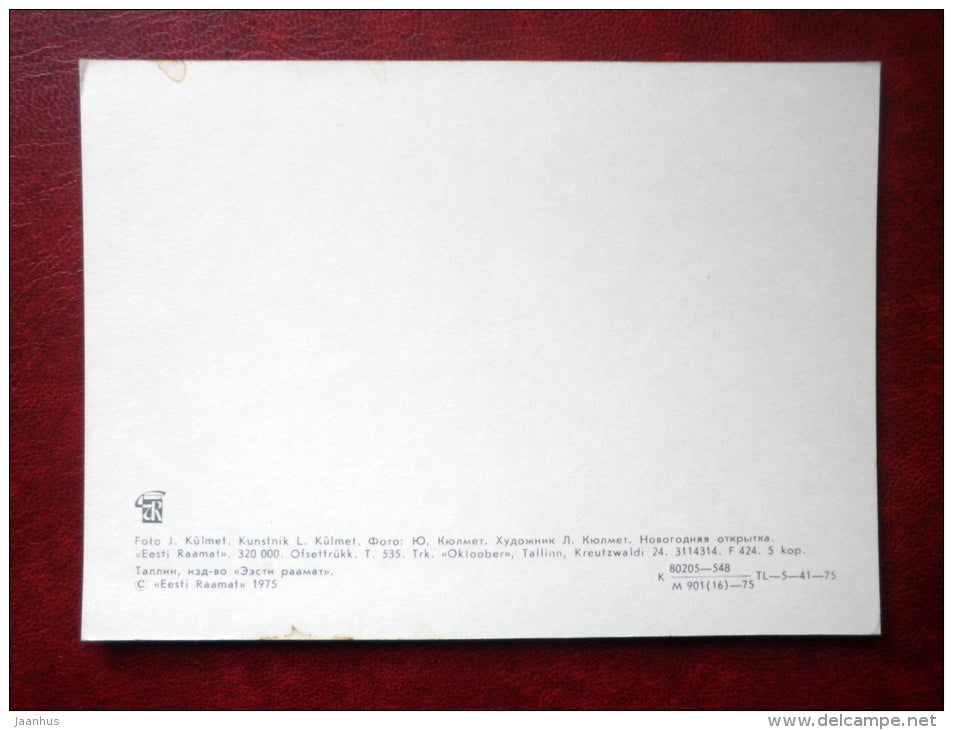 Foto J. Külmet. Kunstnik L. Külmet. Фото: Ю. Кюлмет. Художник Л. Кюлмет. Новогодняя открытка.
«Eesti Raamat». 320 000. Ofsettrükk. T. 535. Trk. «Oktoober», Tallinn, Kreutzwaldi 24. 3114314. F 424. 5 kop.
Таллин, изд-во «Ээсти раамат».
© «Eesti Raamat» 1975
К 80205—548
М 901(16)—75 TL—5—41—75
jaanhus
www.delcampe.net